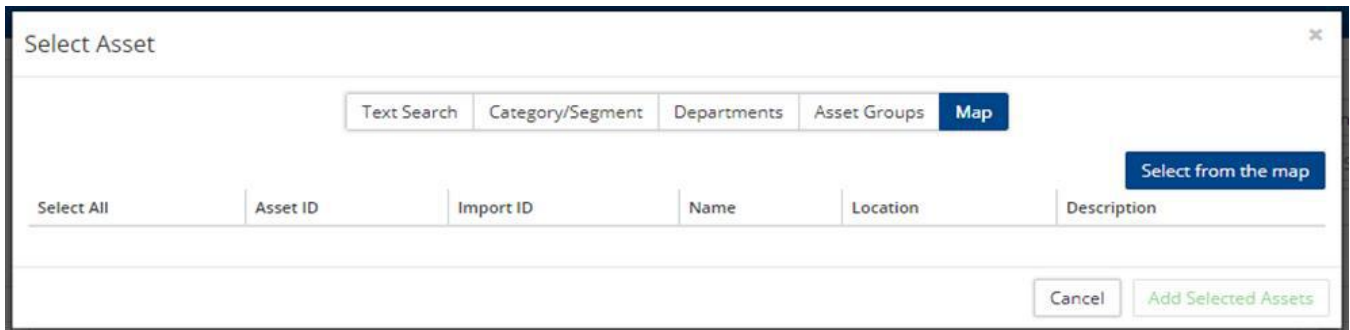 Select Asset
×
Text Search Category/Segment Departments Asset Groups Map
Select from the map
Select All Asset ID Import ID Name Location Description
Cancel Add Selected Assets